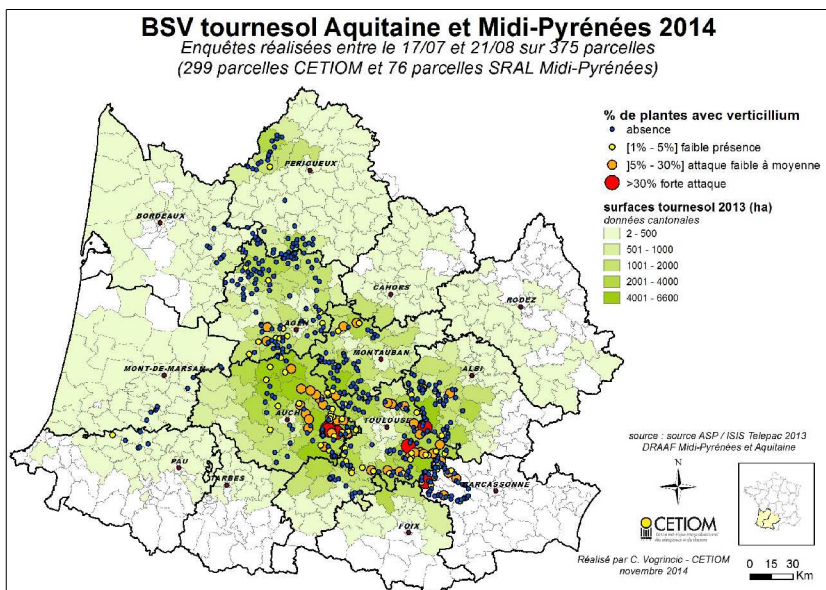 BSV tournesol Aquitaine et Midi-Pyrénées 2014
Enquêtes réalisées entre le 17/07 et 21/08 sur 375 parcelles
(299 parcelles CETIOM et 76 parcelles SRAL Midi-Pyrénées)
% de plantes avec verticillium
absence
[1% - 5%] faible présence
]5% - 30%] attaque faible à moyenne
>30% forte attaque
surfaces tournesol 2013 (ha)
données cantonales
2 - 500
501 - 1000
1001 - 2000
2001 - 4000
4001 - 6600
PERIGUEUX
BORDEAUX
CAHORS
RODEZ
AGEN
MONTAUBAN
MONT-DE-MARSAN
ALBI
AUCH
TOULOUSE
PAU
TARBES
CARCASSONNE
FOIX
source : source ASP / ISIS Telepac 2013
DRAAF Midi-Pyrénées et Aquitaine
N
CETIOM
Réalisé par C. Vogrincic - CETIOM
novembre 2014
0 15 30
Km